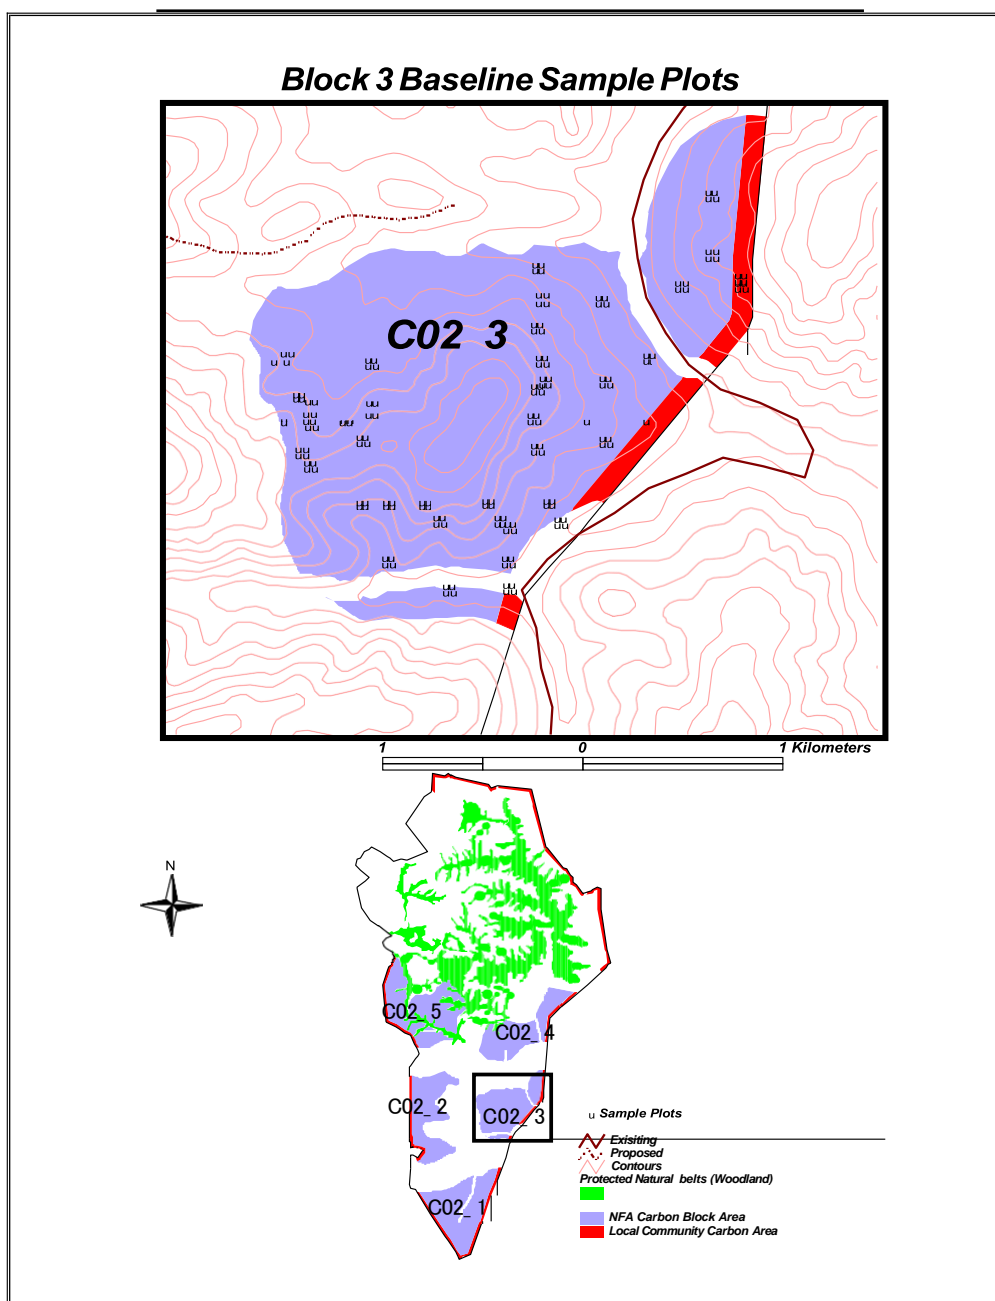 Block 3 Baseline Sample Plots
C02 3
1 0 1 Kilometers
N
C02_5
C02_4
C02_2
C02_3
C02_1
u Sample Plots
Exisiting
Proposed
Contours
Protected Natural belts (Woodland)
NFA Carbon Block Area
Local Community Carbon Area